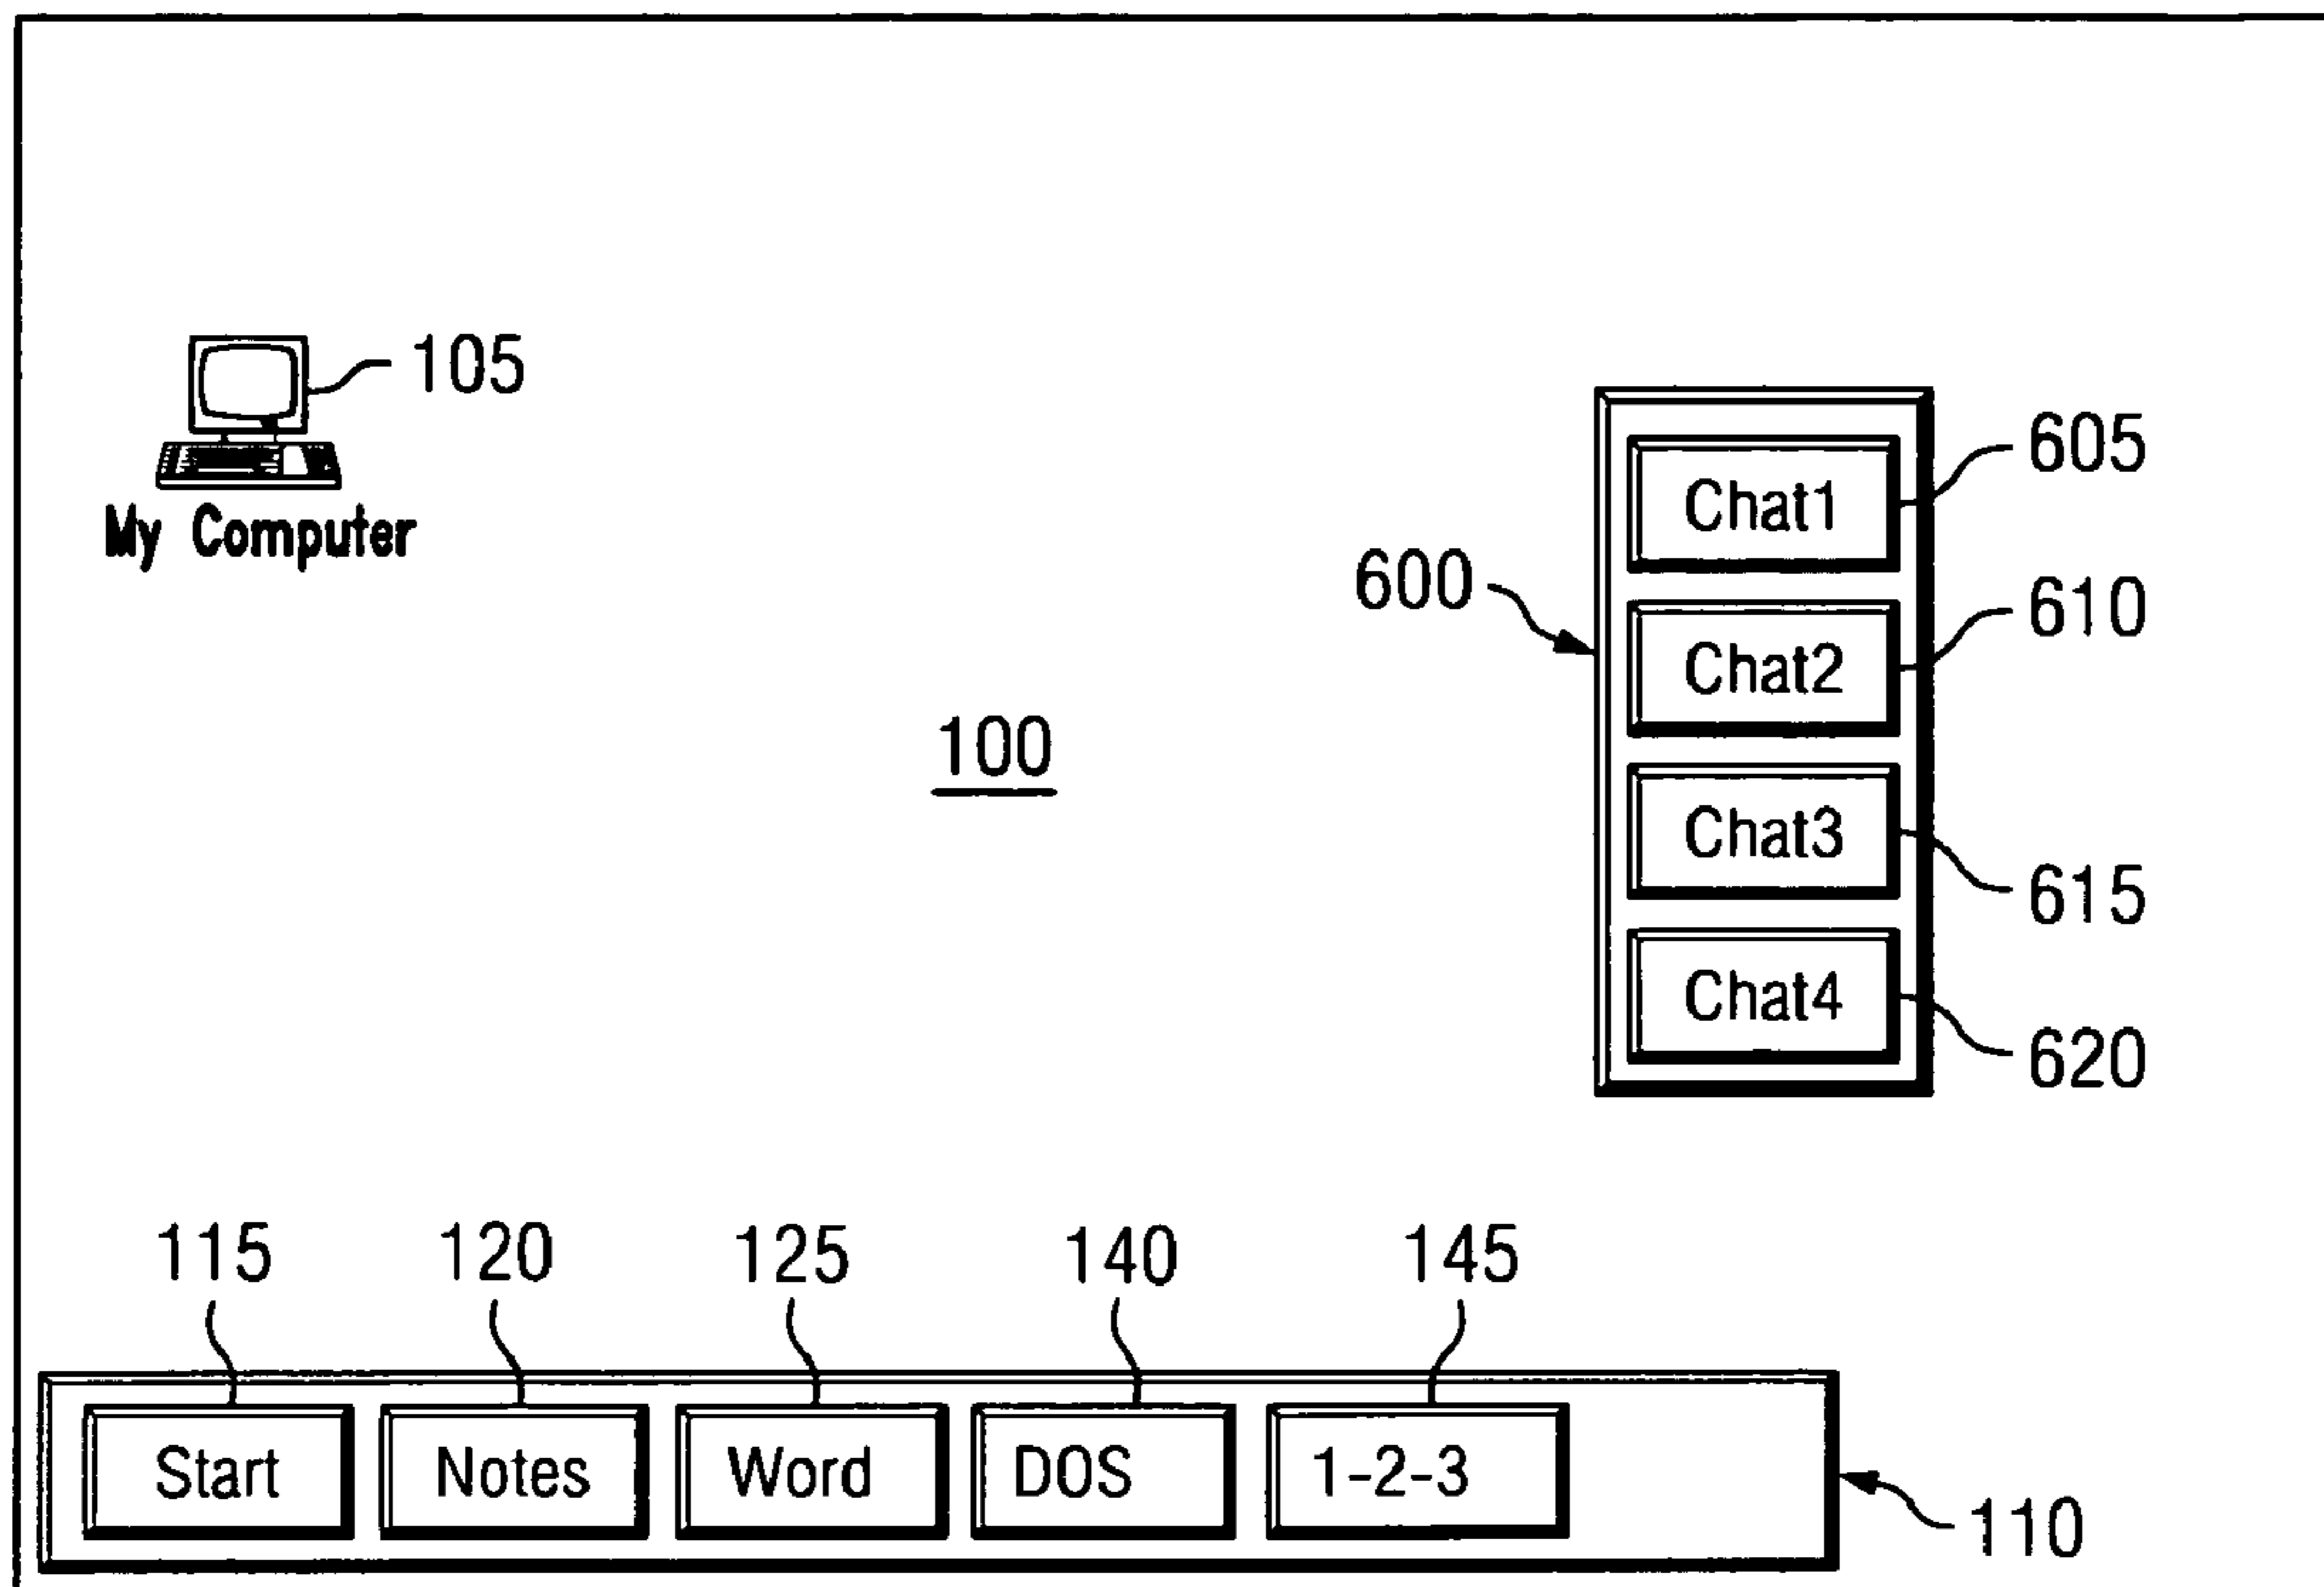 105
My Computer
605
Chat1
600
610
Chat2
100
Chat3
615
Chat4
620
115 120 125 140 145
Start Notes Word DOS 1-2-3
110